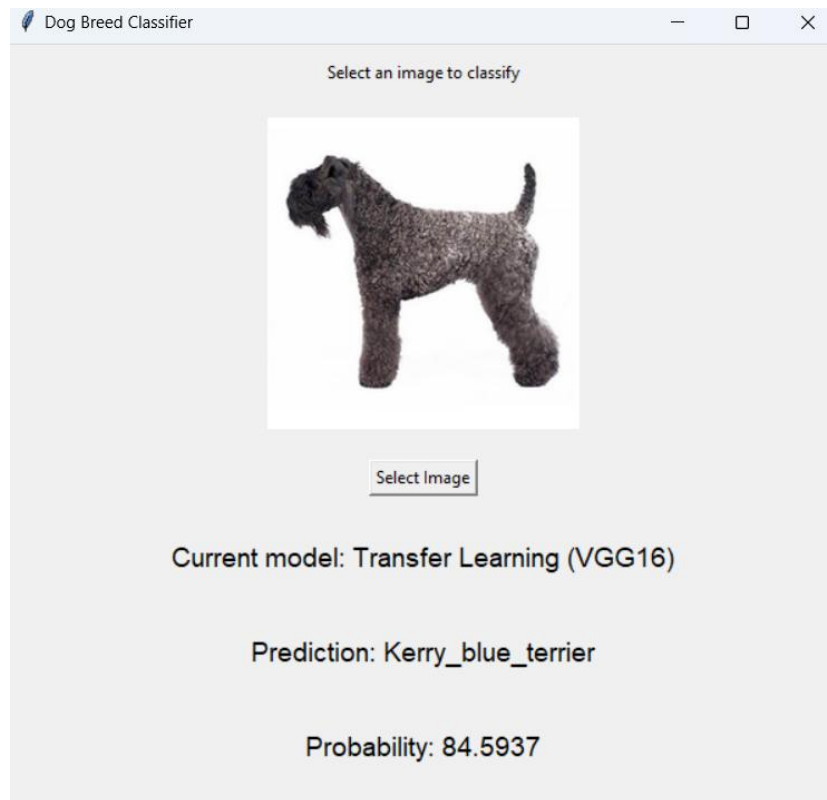 Dog Breed Classifier
Select an image to classify
Select Image
Current model: Transfer Learning (VGG16)
Prediction: Kerry_blue_terrier
Probability: 84.5937